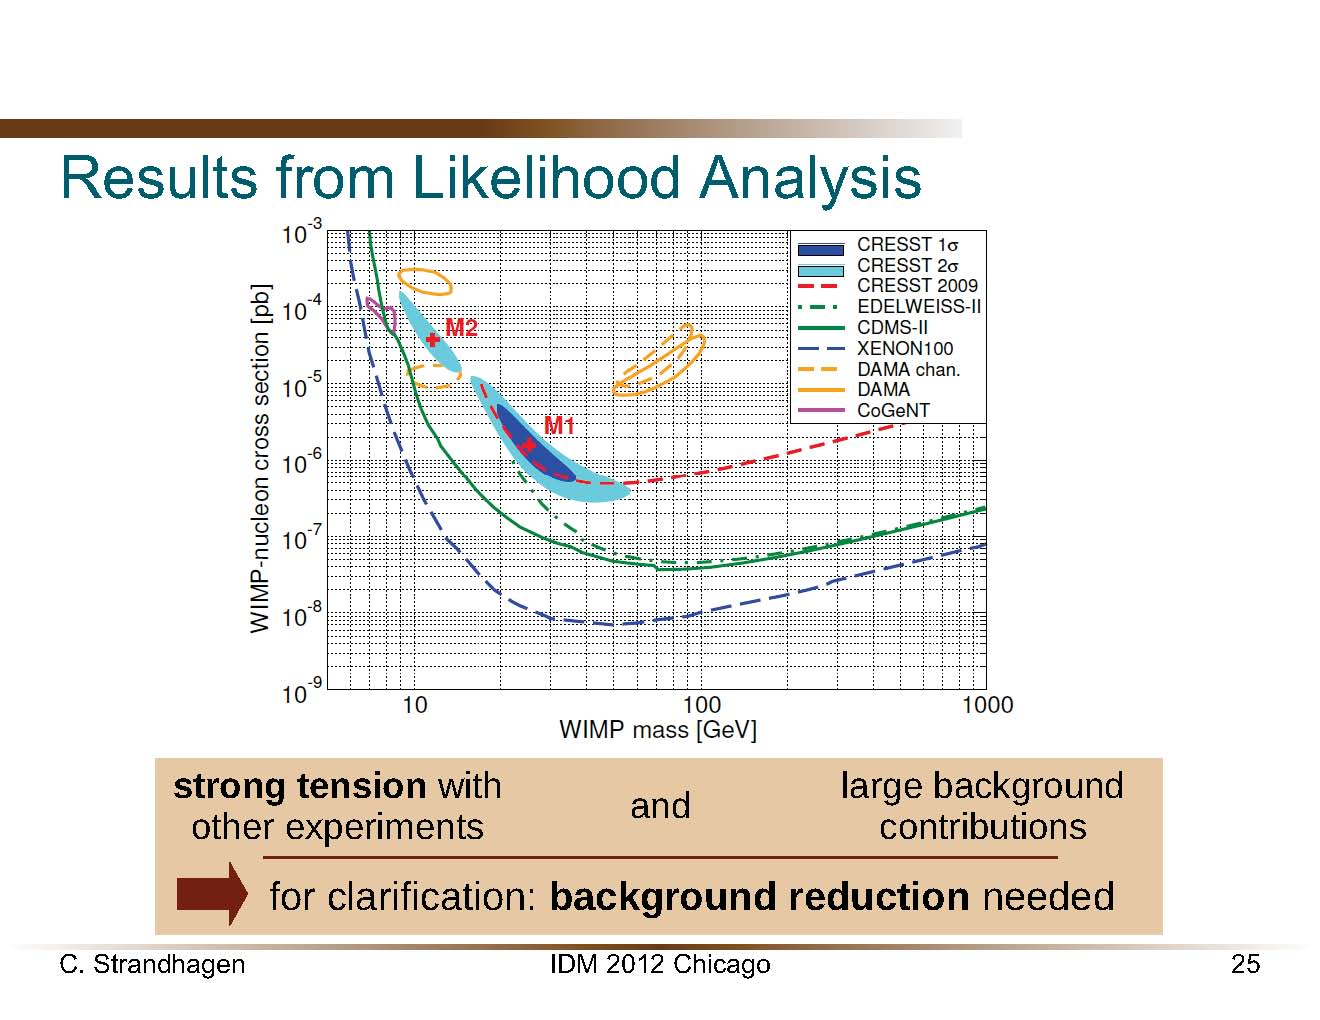 Results from Likelihood Analysis
10⁻³
10⁻⁴
10⁻⁵
10⁻⁶
10⁻⁷
10⁻⁸
10⁻⁹
WIMP-nucleon cross section [pb]
M2
M1
CRESST 1σ
CRESST 2σ
CRESST 2009
EDELWEISS-II
CDMS-II
XENON100
DAMA chan.
DAMA
CoGeNT
10 100 1000
WIMP mass [GeV]
strong tension with
other experiments
and
large background
contributions
for clarification: background reduction needed
C. Strandhagen IDM 2012 Chicago 25